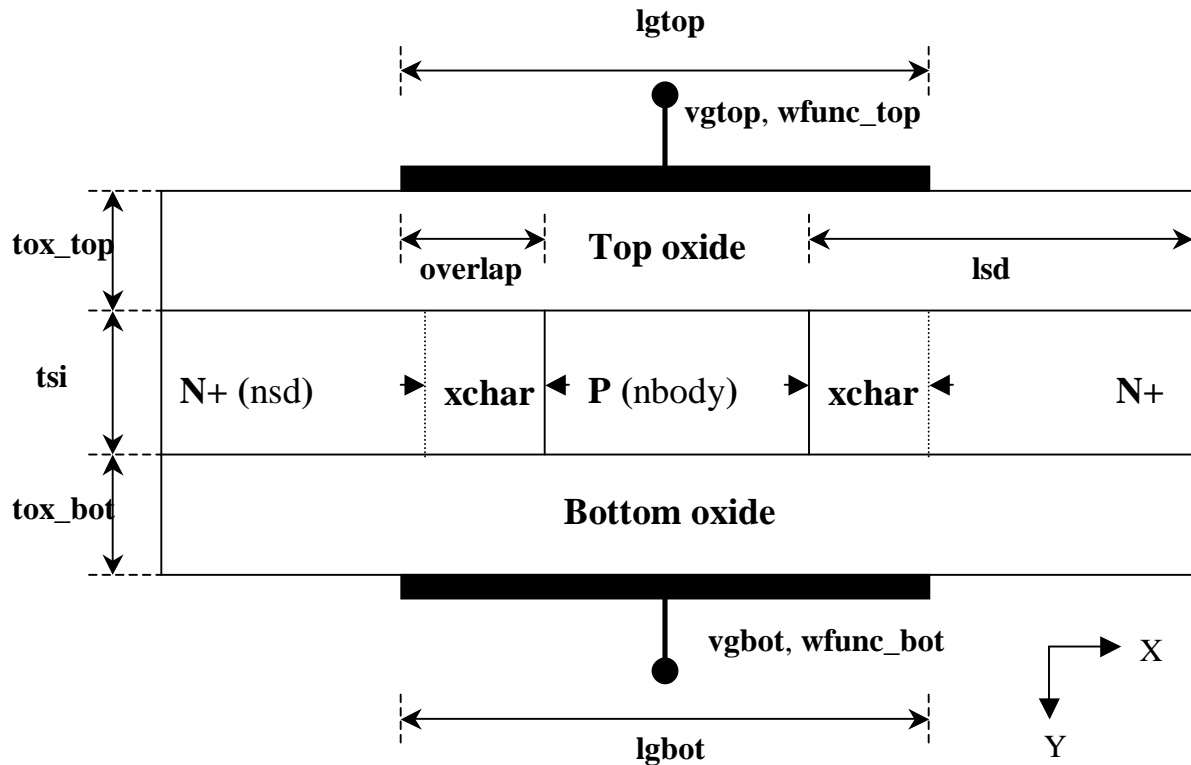 lgtop
vgtop, wfunc_top
tox_top
overlap
Top oxide
lsd
tsi
N+ (nsd)
xchar
P (nbody)
xchar
N+
tox_bot
Bottom oxide
vgbot, wfunc_bot
X
Y
lgbot